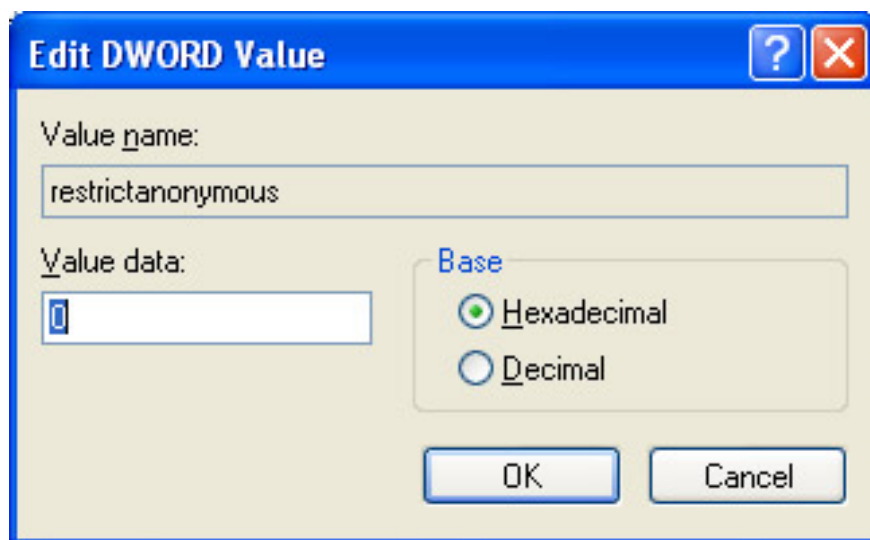 Edit DWORD Value
?
Value name:
restrictanonymous
Value data:
0
Base
Hexadecimal
Decimal
OK
Cancel